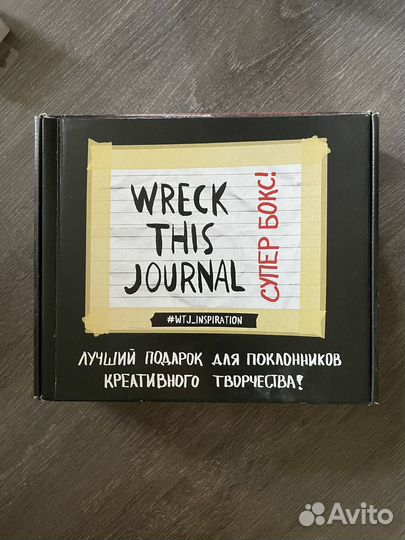 WRECK
THIS
JOURNAL
СУПЕР БОКС!
#WTJ_INSPIRATION
ЛУЧШИЙ ПОДАРОК ДЛЯ ПОКЛОННИКОВ
КРЕАТИВНОГО ТВОРЧЕСТВА!
Avito